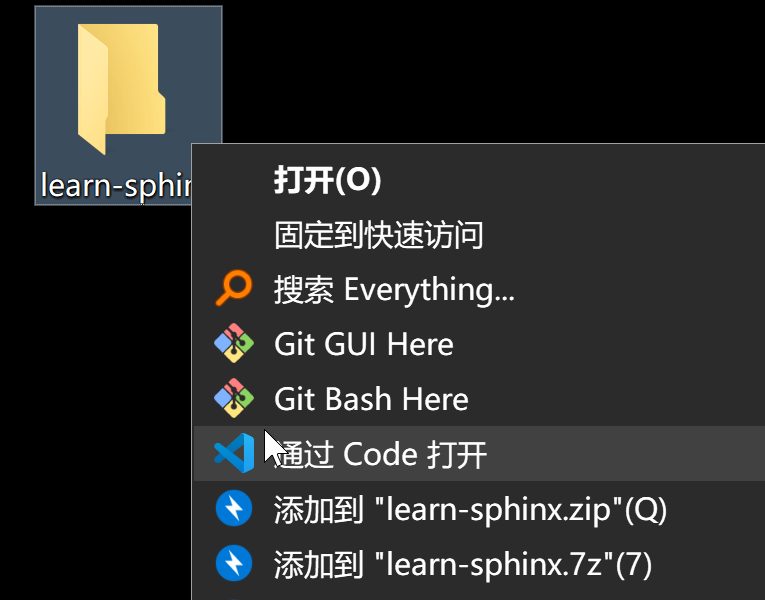 learn-sphin
打开(O)
固定到快速访问
搜索 Everything...
Git GUI Here
Git Bash Here
通过 Code 打开
添加到 "learn-sphinx.zip"(Q)
添加到 "learn-sphinx.7z"(7)